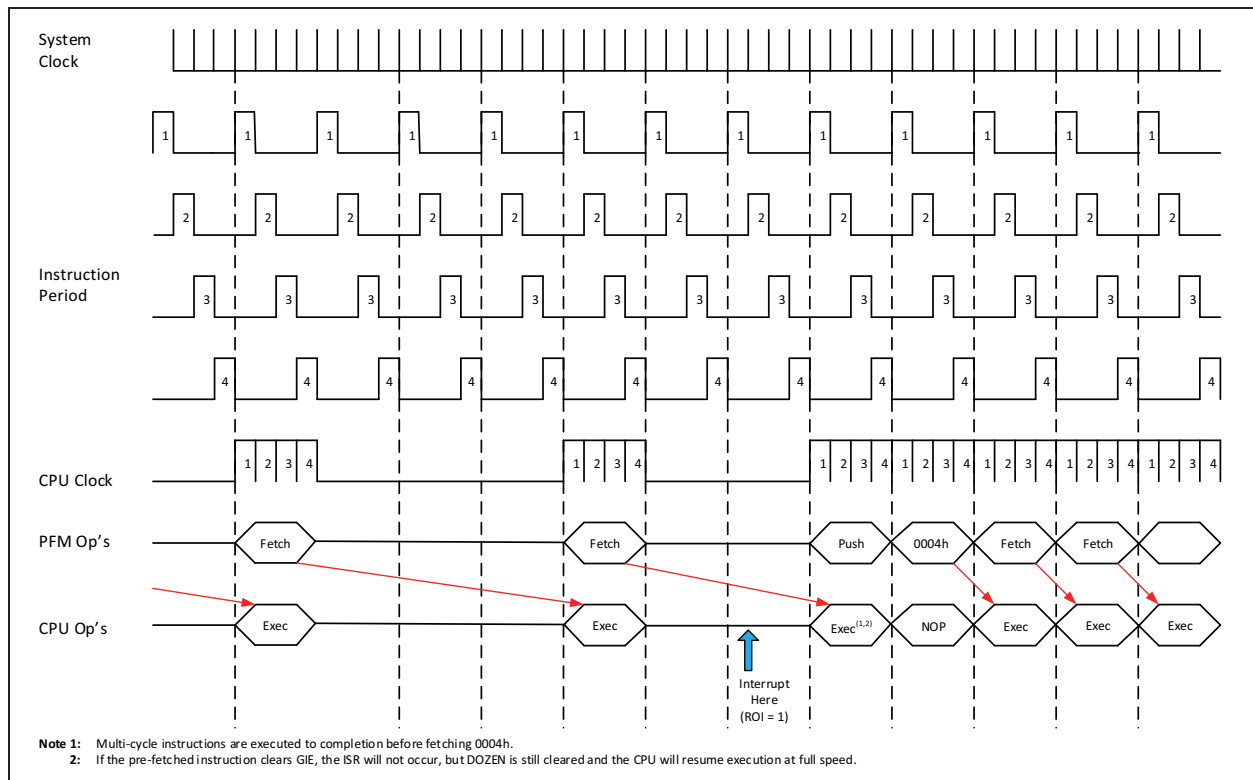 System
Clock
1 1 1 1 1 1 1 1 1 1 1 1 1
2 2 2 2 2 2 2 2 2 2 2 2 2
Instruction
Period
3 3 3 3 3 3 3 3 3 3 3 3 3
4 4 4 4 4 4 4 4 4 4 4 4 4
CPU Clock
1 2 3 4 1 2 3 4 1 2 3 4 1 2 3 4 1 2 3 4 1 2 3 4 1 2 3 4
PFM Op's
Fetch Fetch Push 0004h Fetch Fetch
CPU Op's
Exec Exec Exec(1,2) NOP Exec Exec Exec
Interrupt
Here
(ROI = 1)
Note 1: Multi-cycle instructions are executed to completion before fetching 0004h.
2: If the pre-fetched instruction clears GIE, the ISR will not occur, but DOZEN is still cleared and the CPU will resume execution at full speed.